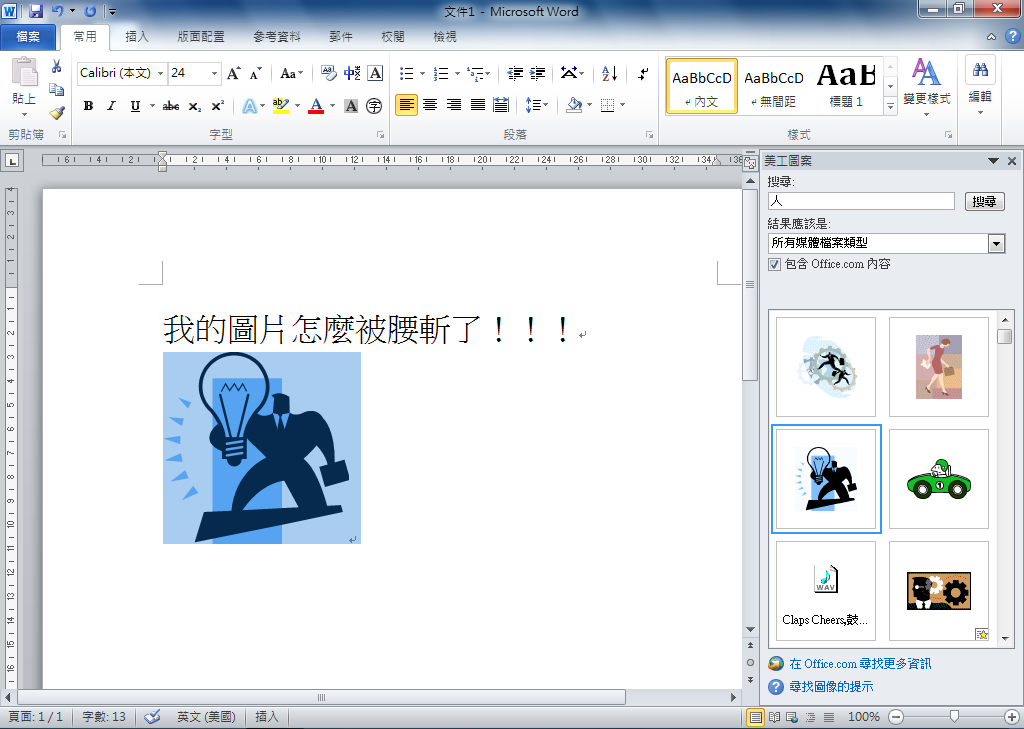 文件1 - Microsoft Word
檔案 常用 插入 版面配置 參考資料 郵件 校閱 檢視
貼上
Calibri (本文) 24
AaBbCcD AaBbCcD AaB
內文 無間距 標題 1
變更樣式 編輯
剪貼簿 字型 段落 樣式
美工圖案
搜尋:
人 搜尋
結果應該是:
所有媒體檔案類型
包含 Office.com 內容
我的圖片怎麼被腰斬了！！！
WAV
Claps Cheers,鼓...
在 Office.com 尋找更多資訊
尋找圖像的提示
頁面: 1 / 1 字數: 13 英文 (美國) 插入 100%